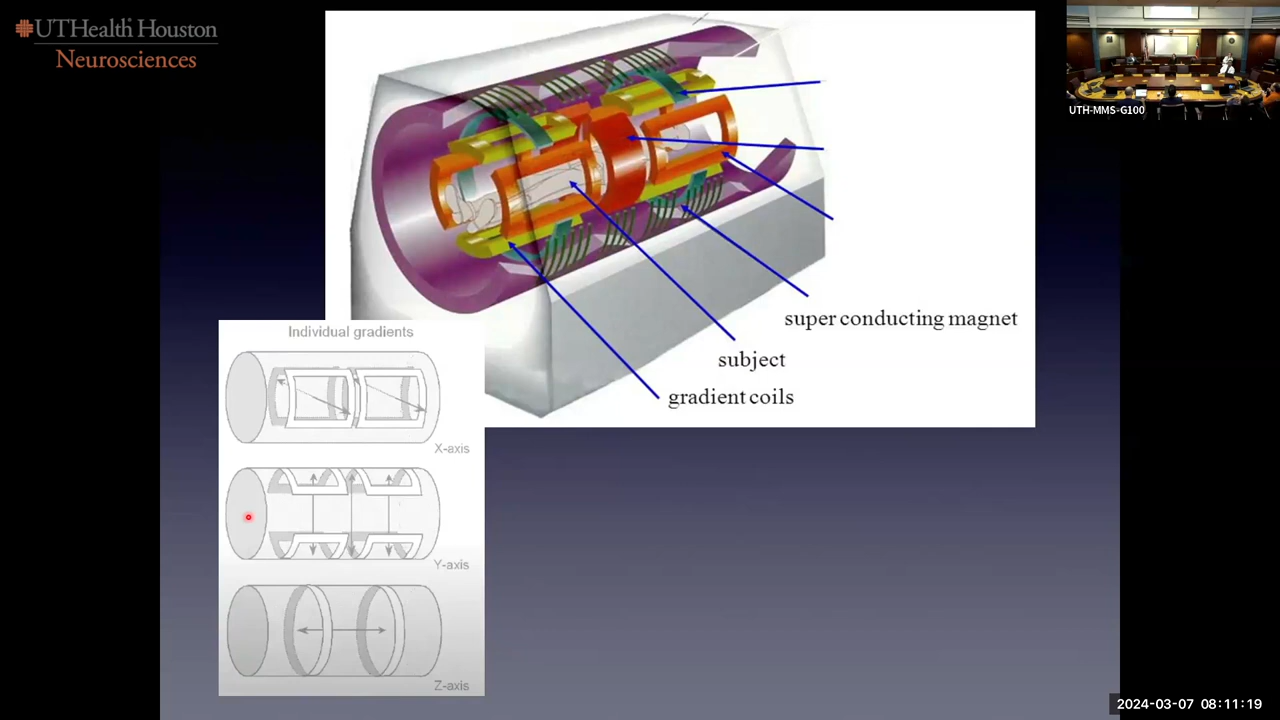 UTHealth Houston
Neurosciences
UTH-MMS-G100
super conducting magnet
subject
gradient coils
Individual gradients
X-axis
Y-axis
Z-axis
2024-03-07 08:11:19